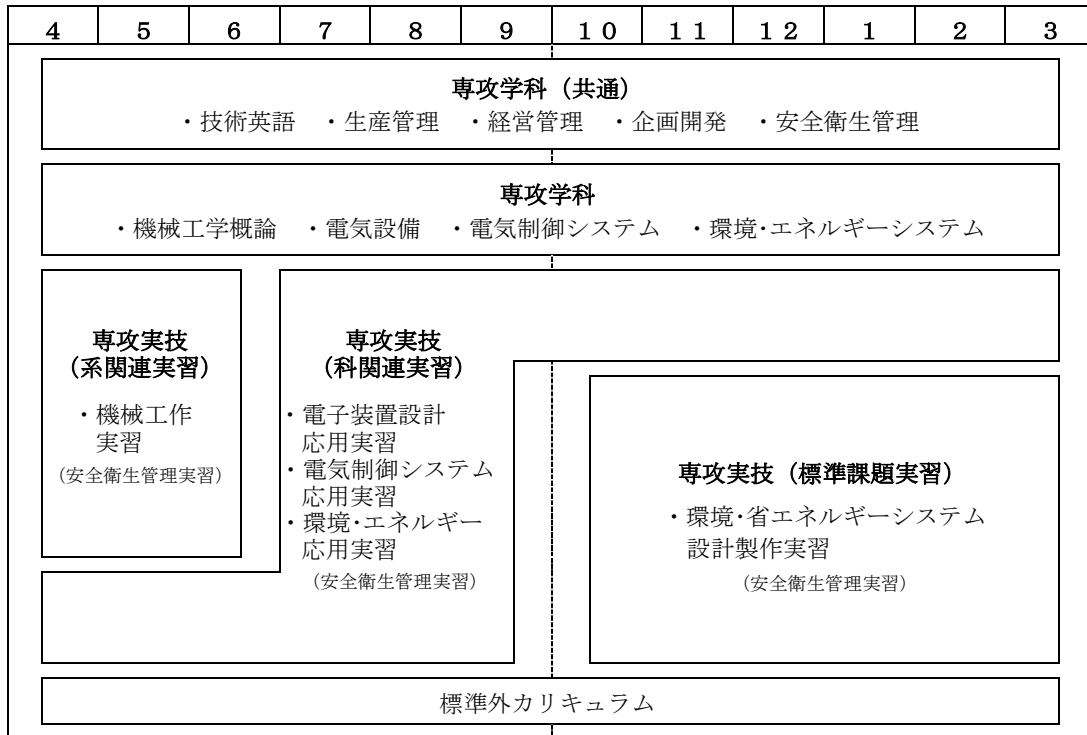 ４ ５ ６ ７ ８ ９ １０ １１ １２ １ ２ ３
専攻学科（共通）
・技術英語 ・生産管理 ・経営管理 ・企画開発 ・安全衛生管理
専攻学科
・機械工学概論 ・電気設備 ・電気制御システム ・環境･エネルギーシステム
専攻実技
（系関連実習）
・機械工作
実習
（安全衛生管理実習）
専攻実技
（科関連実習）
・電子装置設計
応用実習
・電気制御システム
応用実習
・環境･エネルギー
応用実習
（安全衛生管理実習）
専攻実技（標準課題実習）
・環境･省エネルギーシステム
設計製作実習
（安全衛生管理実習）
標準外カリキュラム